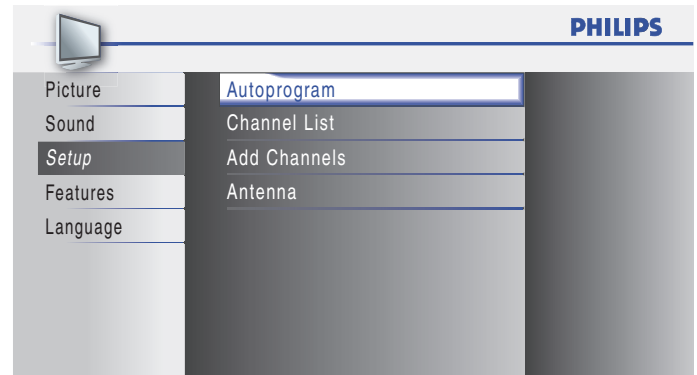 PHILIPS
Picture
Sound
Setup
Features
Language
Autoprogram
Channel List
Add Channels
Antenna